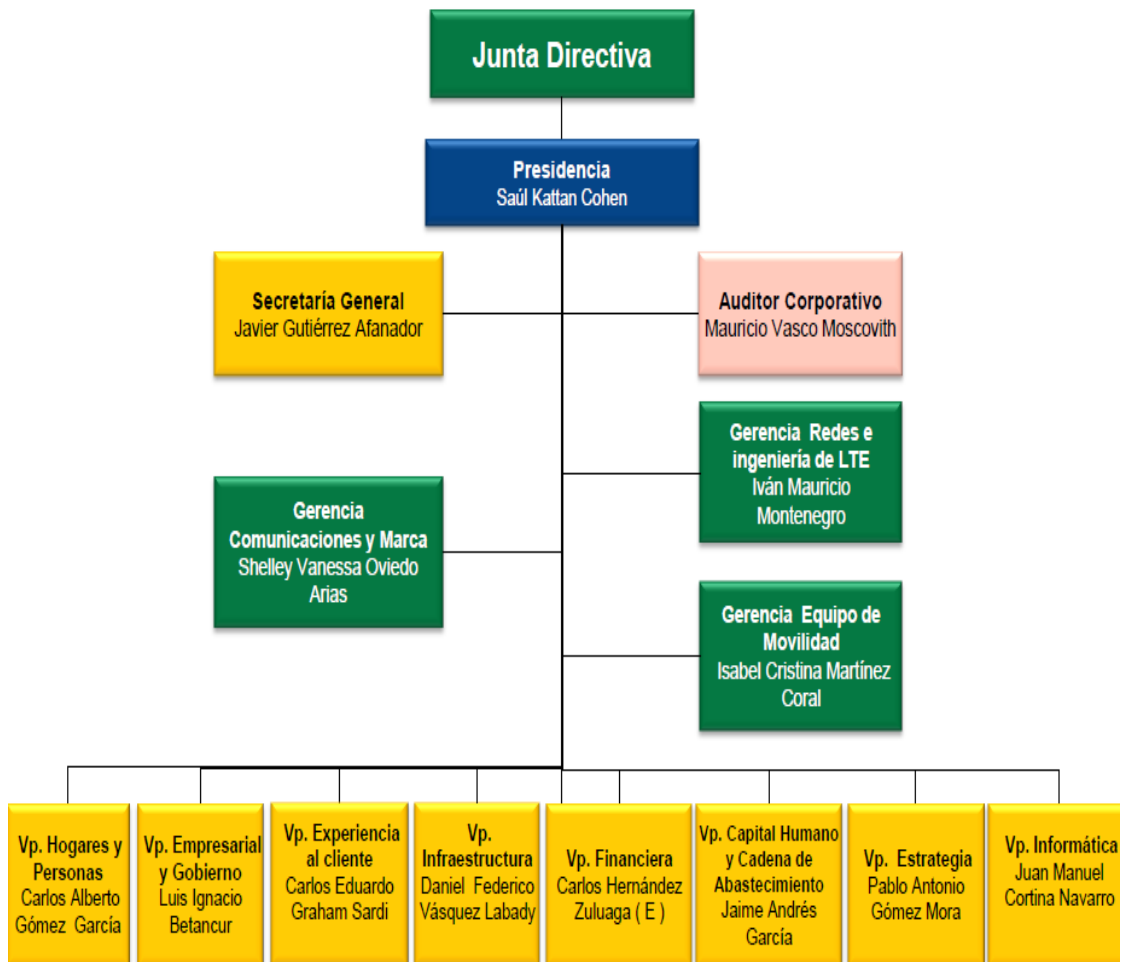 Junta Directiva
Presidencia
Saúl Kattan Cohen
Secretaría General
Javier Gutiérrez Afanador
Auditor Corporativo
Mauricio Vasco Moscovith
Gerencia Redes e
ingeniería de LTE
Iván Mauricio
Montenegro
Gerencia
Comunicaciones y Marca
Shelley Vanessa Oviedo
Arias
Gerencia Equipo de
Movilidad
Isabel Cristina Martínez
Coral
Vp. Hogares y
Personas
Carlos Alberto
Gómez García
Vp. Empresarial
y Gobierno
Luis Ignacio
Betancur
Vp. Experiencia
al cliente
Carlos Eduardo
Graham Sardi
Vp.
Infraestructura
Daniel Federico
Vásquez Labady
Vp. Financiera
Carlos Hernández
Zuluaga ( E )
Vp. Capital Humano
y Cadena de
Abastecimiento
Jaime Andrés
García
Vp. Estrategia
Pablo Antonio
Gómez Mora
Vp. Informática
Juan Manuel
Cortina Navarro